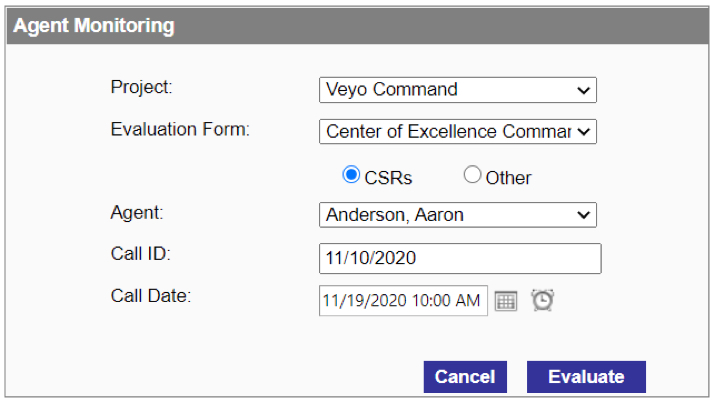 Agent Monitoring
Project: Veyo Command
Evaluation Form: Center of Excellence Commar
CSRs Other
Agent: Anderson, Aaron
Call ID: 11/10/2020
Call Date: 11/19/2020 10:00 AM
Cancel Evaluate